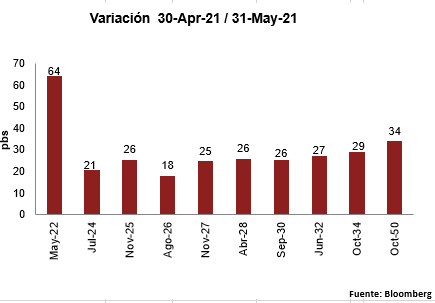 Variación 30-Apr-21 / 31-May-21
70
60
50
40
30
20
10
0
pbs
64
21
26
18
25
26
26
27
29
34
May-22
Jul-24
Nov-25
Ago-26
Nov-27
Abr-28
Sep-30
Jun-32
Oct-34
Oct-50
Fuente: Bloomberg